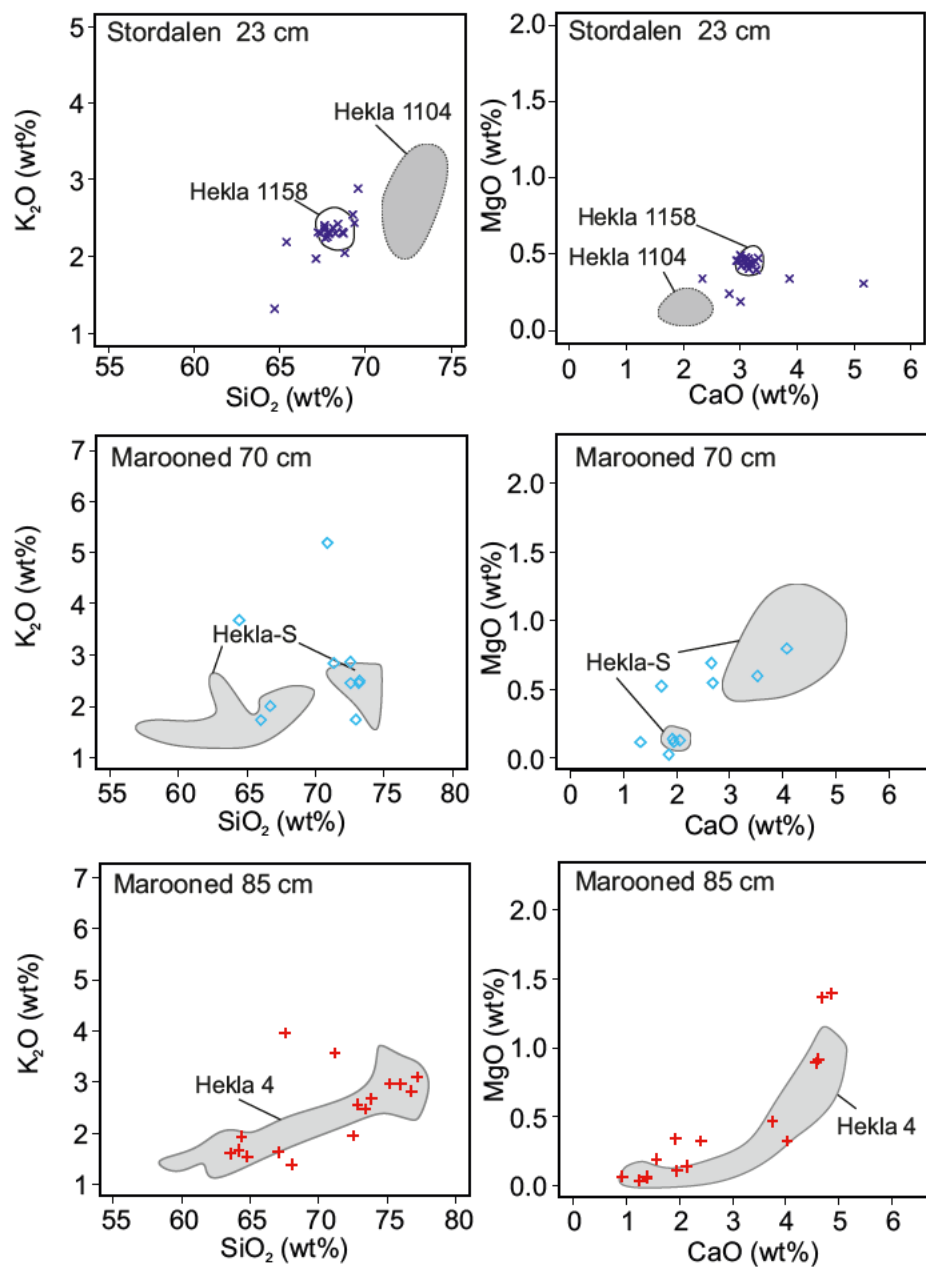 Stordalen 23 cm
K₂O (wt%)
5
4
3
2
1
Hekla 1104
Hekla 1158
55 60 65 70 75
SiO₂ (wt%)
Stordalen 23 cm
MgO (wt%)
2.0
1.5
1.0
0.5
0.0
Hekla 1158
Hekla 1104
0 1 2 3 4 5 6
CaO (wt%)
Marooned 70 cm
K₂O (wt%)
7
6
5
4
3
2
1
Hekla-S
55 60 65 70 75 80
SiO₂ (wt%)
Marooned 70 cm
MgO (wt%)
2.0
1.5
1.0
0.5
0.0
Hekla-S
0 1 2 3 4 5 6
CaO (wt%)
Marooned 85 cm
K₂O (wt%)
7
6
5
4
3
2
1
Hekla 4
55 60 65 70 75 80
SiO₂ (wt%)
Marooned 85 cm
MgO (wt%)
2.0
1.5
1.0
0.5
0.0
Hekla 4
0 1 2 3 4 5 6
CaO (wt%)